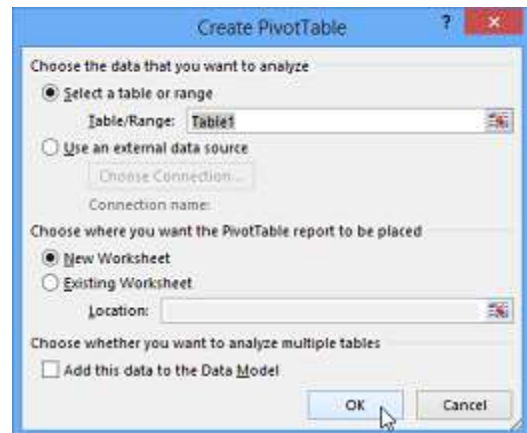 Create PivotTable
?
Choose the data that you want to analyze
Select a table or range
Table/Range: Table1
Use an external data source
Choose Connection...
Connection name:
Choose where you want the PivotTable report to be placed
New Worksheet
Existing Worksheet
Location:
Choose whether you want to analyze multiple tables
Add this data to the Data Model
OK Cancel